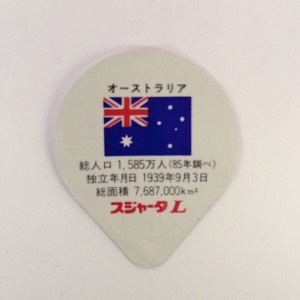 オーストラリア
総人口 1,585万人(85年調べ)
独立年月日 1939年9月3日
総面積 7,687,000km²
スジャータ L